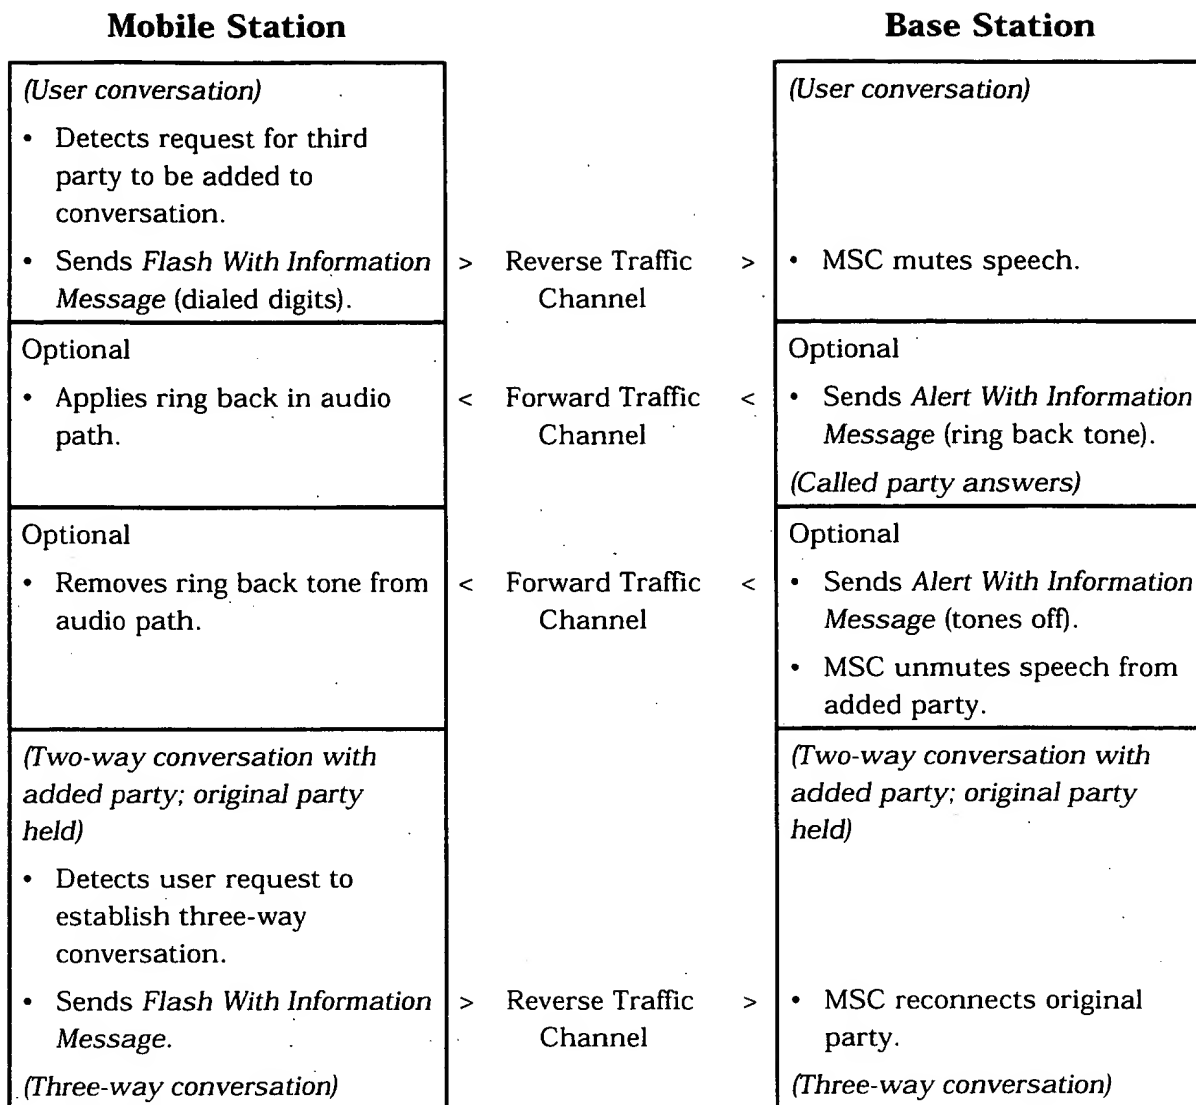 Mobile Station
Base Station
(User conversation)
(User conversation)
• Detects request for third
party to be added to
conversation.
• Sends Flash With Information
Message (dialed digits).
> Reverse Traffic >
Channel
• MSC mutes speech.
Optional
• Applies ring back in audio
path.
< Forward Traffic <
Channel
Optional
• Sends Alert With Information
Message (ring back tone).
(Called party answers)
Optional
• Removes ring back tone from
audio path.
< Forward Traffic <
Channel
Optional
• Sends Alert With Information
Message (tones off).
• MSC unmutes speech from
added party.
(Two-way conversation with
added party; original party
held)
(Two-way conversation with
added party; original party
held)
• Detects user request to
establish three-way
conversation.
• Sends Flash With Information
Message.
> Reverse Traffic >
Channel
• MSC reconnects original
party.
(Three-way conversation)
(Three-way conversation)